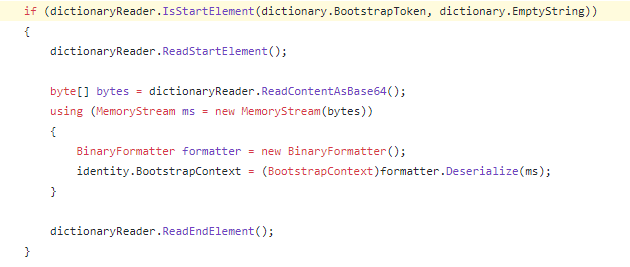 if (dictionaryReader.IsStartElement(dictionary.BootstrapToken, dictionary.EmptyString))
{
    dictionaryReader.ReadStartElement();

    byte[] bytes = dictionaryReader.ReadContentAsBase64();
    using (MemoryStream ms = new MemoryStream(bytes))
    {
        BinaryFormatter formatter = new BinaryFormatter();
        identity.BootstrapContext = (BootstrapContext)formatter.Deserialize(ms);
    }

    dictionaryReader.ReadEndElement();
}